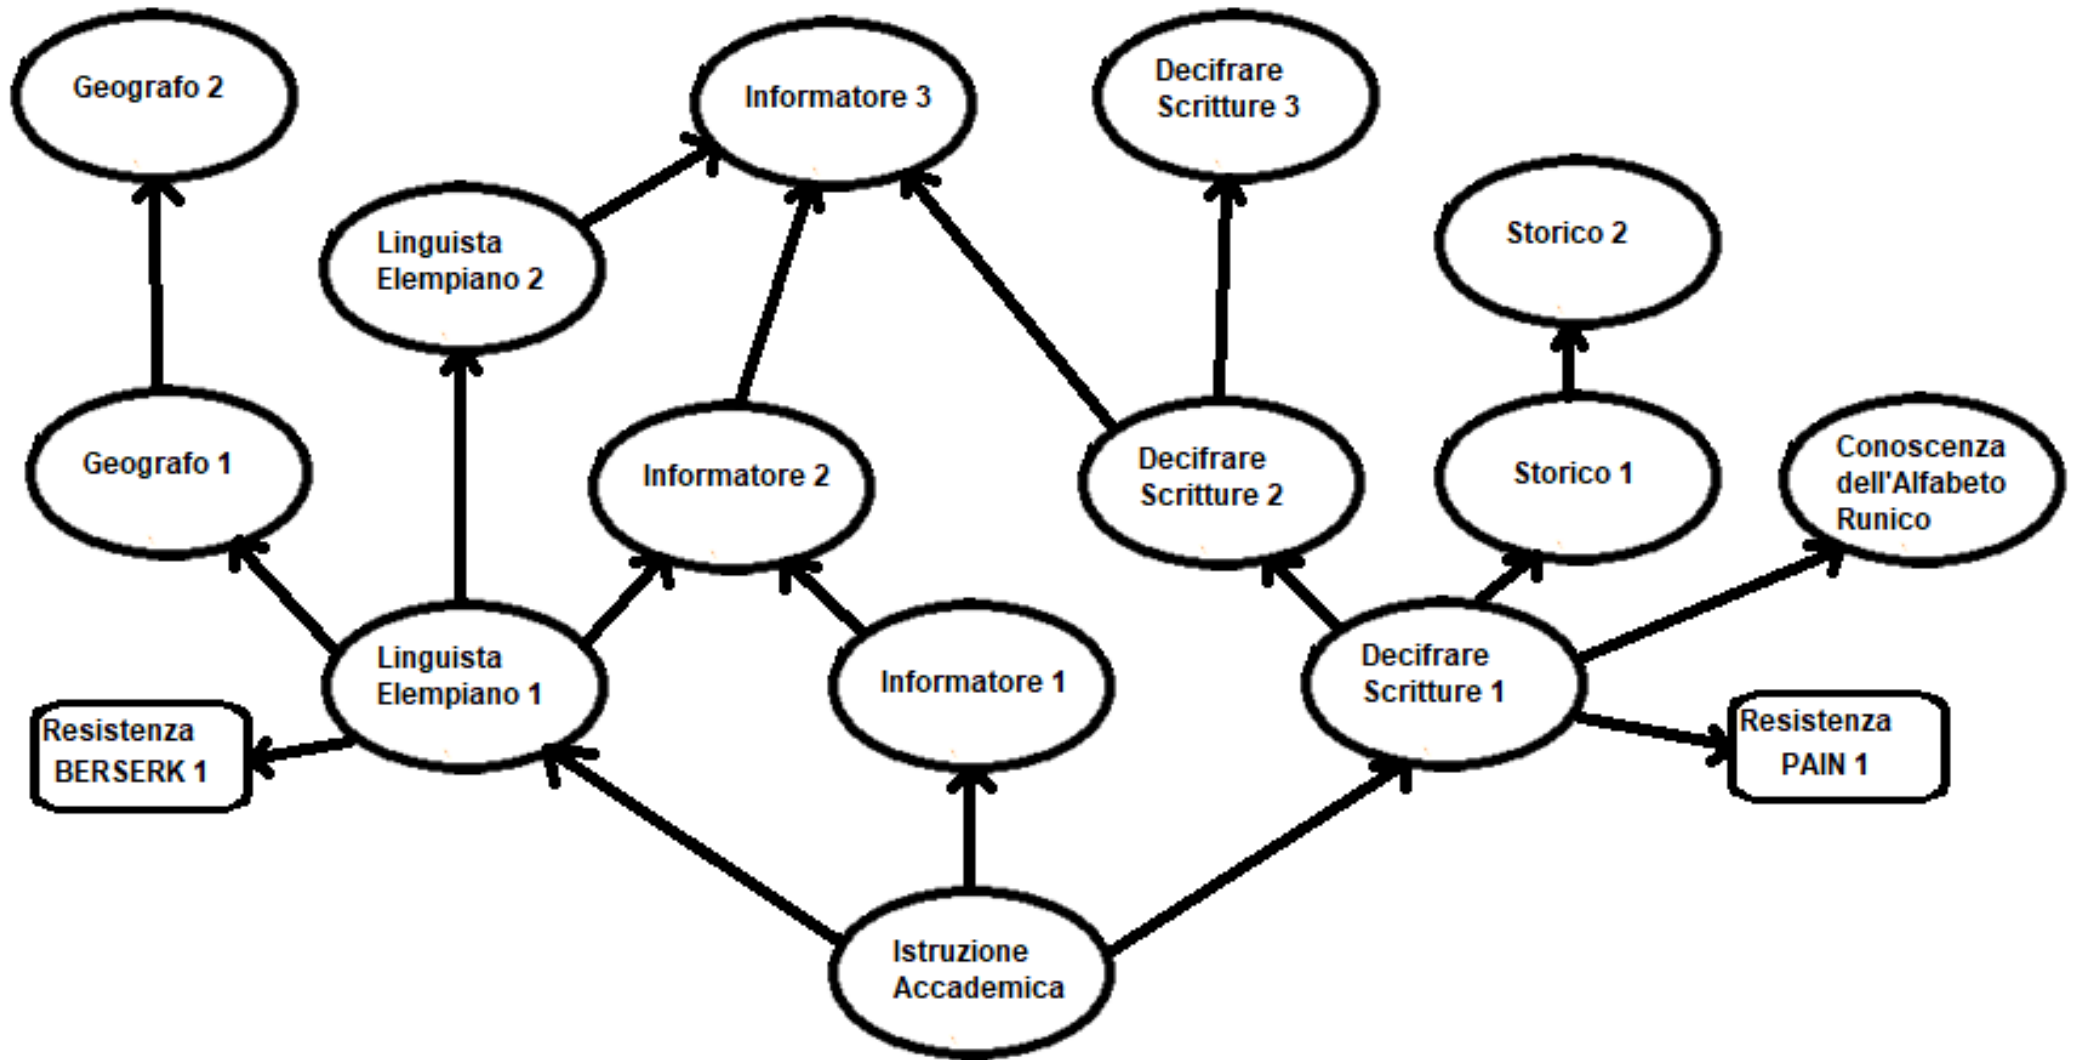 Geografo 2
Informatore 3
Decifrare
Scritture 3
Linguista
Elempiano 2
Storico 2
Geografo 1
Informatore 2
Decifrare
Scritture 2
Storico 1
Conoscenza
dell'Alfabeto
Runico
Linguista
Elempiano 1
Informatore 1
Decifrare
Scritture 1
Resistenza
BERSERK 1
Resistenza
PAIN 1
Istruzione
Accademica